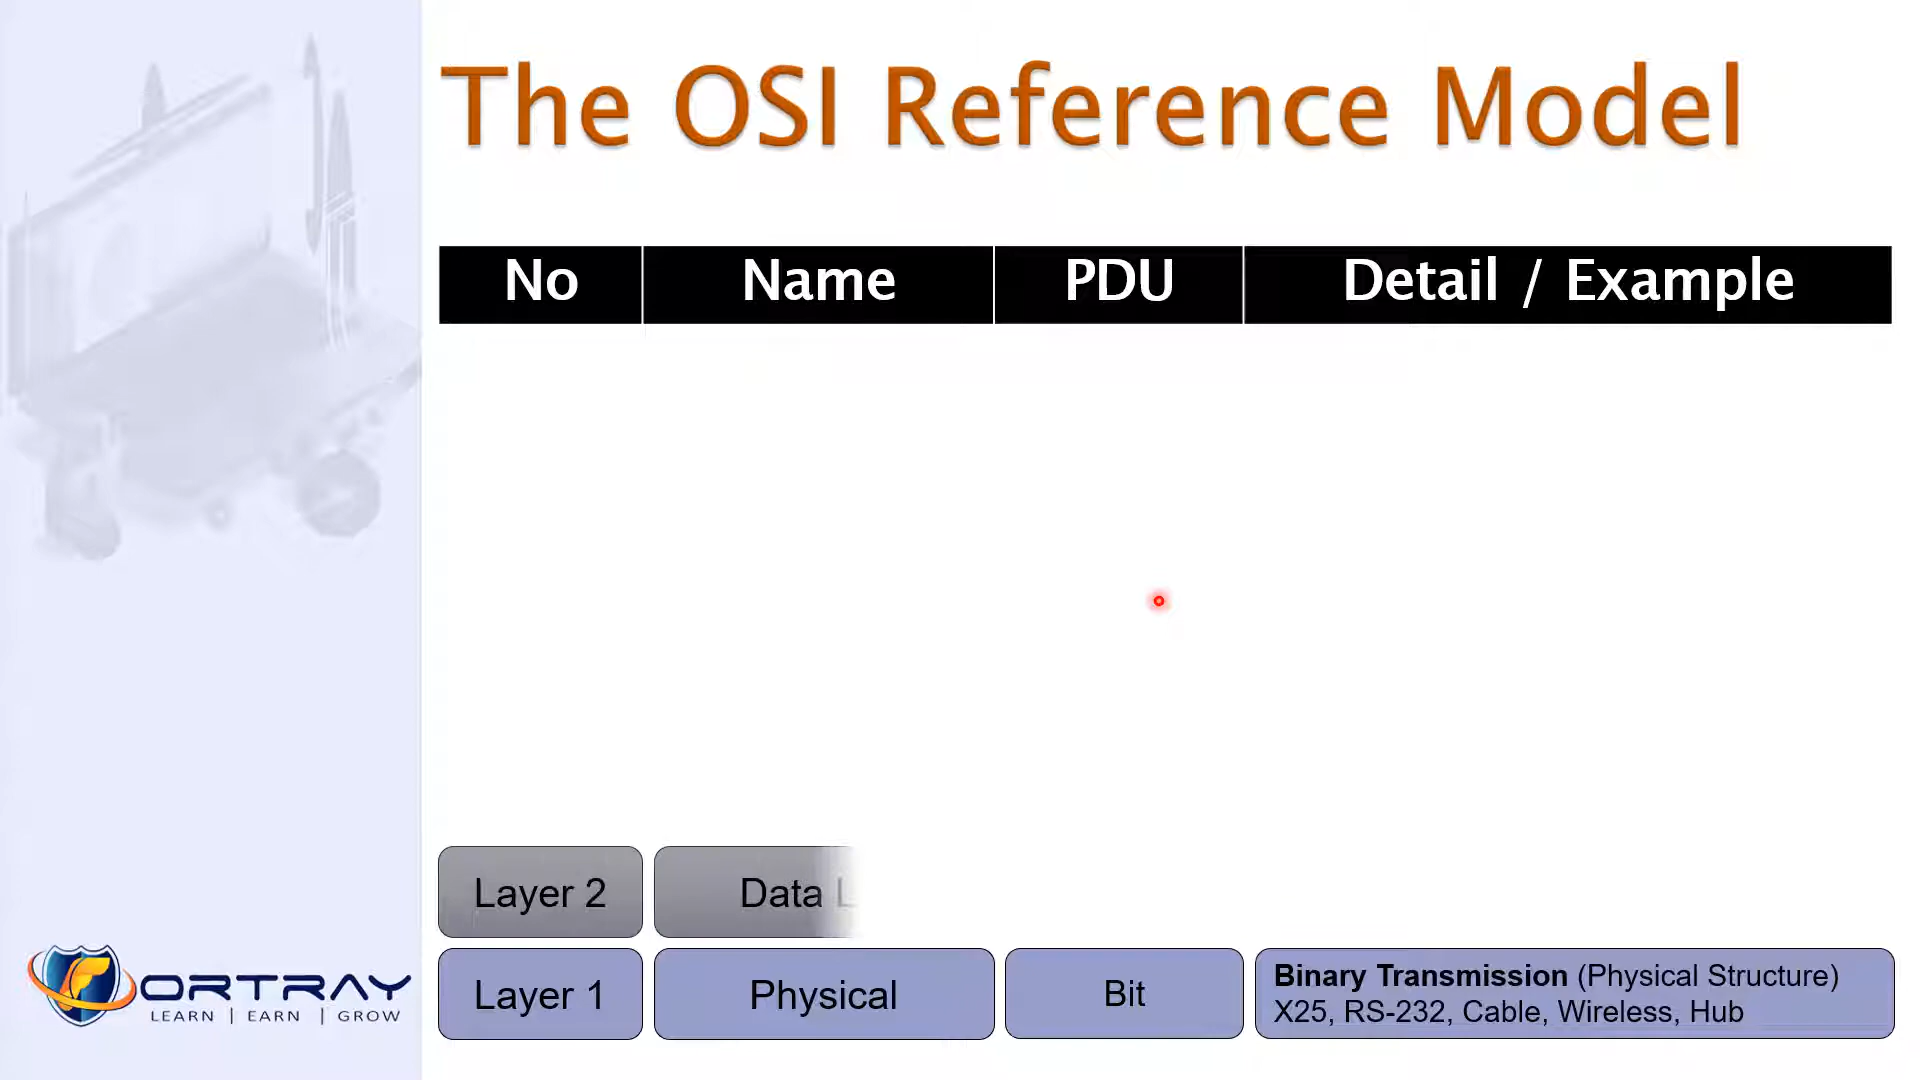 The OSI Reference Model
No Name PDU Detail / Example
Layer 2 Data L
Layer 1 Physical Bit Binary Transmission (Physical Structure)
X25, RS-232, Cable, Wireless, Hub
FORTRAY
LEARN | EARN | GROW